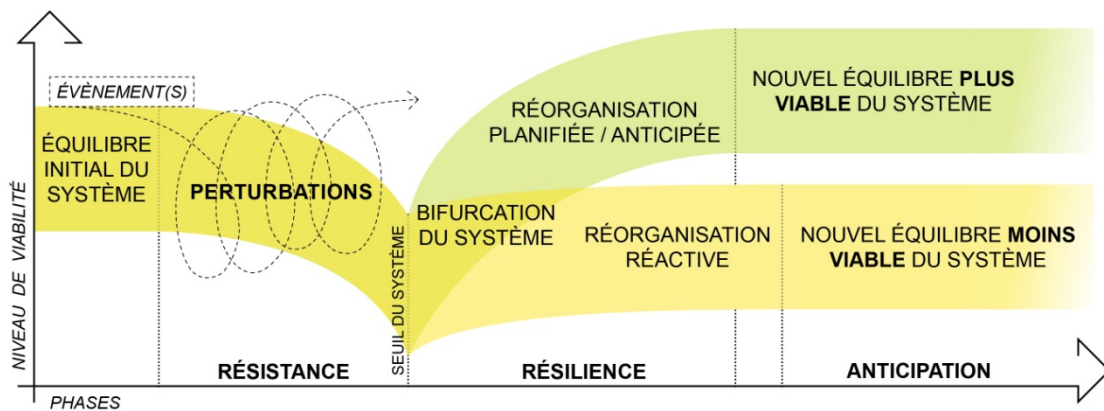 ÉVÈNEMENT(S)
ÉQUILIBRE
INITIAL DU
SYSTÈME
PERTURBATIONS
SEUIL DU SYSTÈME
BIFURCATION
DU SYSTÈME
RÉORGANISATION
PLANIFIÉE / ANTICIPÉE
NOUVEL ÉQUILIBRE PLUS
VIABLE DU SYSTÈME
RÉORGANISATION
RÉACTIVE
NOUVEL ÉQUILIBRE MOINS
VIABLE DU SYSTÈME
NIVEAU DE VIABILITÉ
RÉSISTANCE
RÉSILIENCE
ANTICIPATION
PHASES